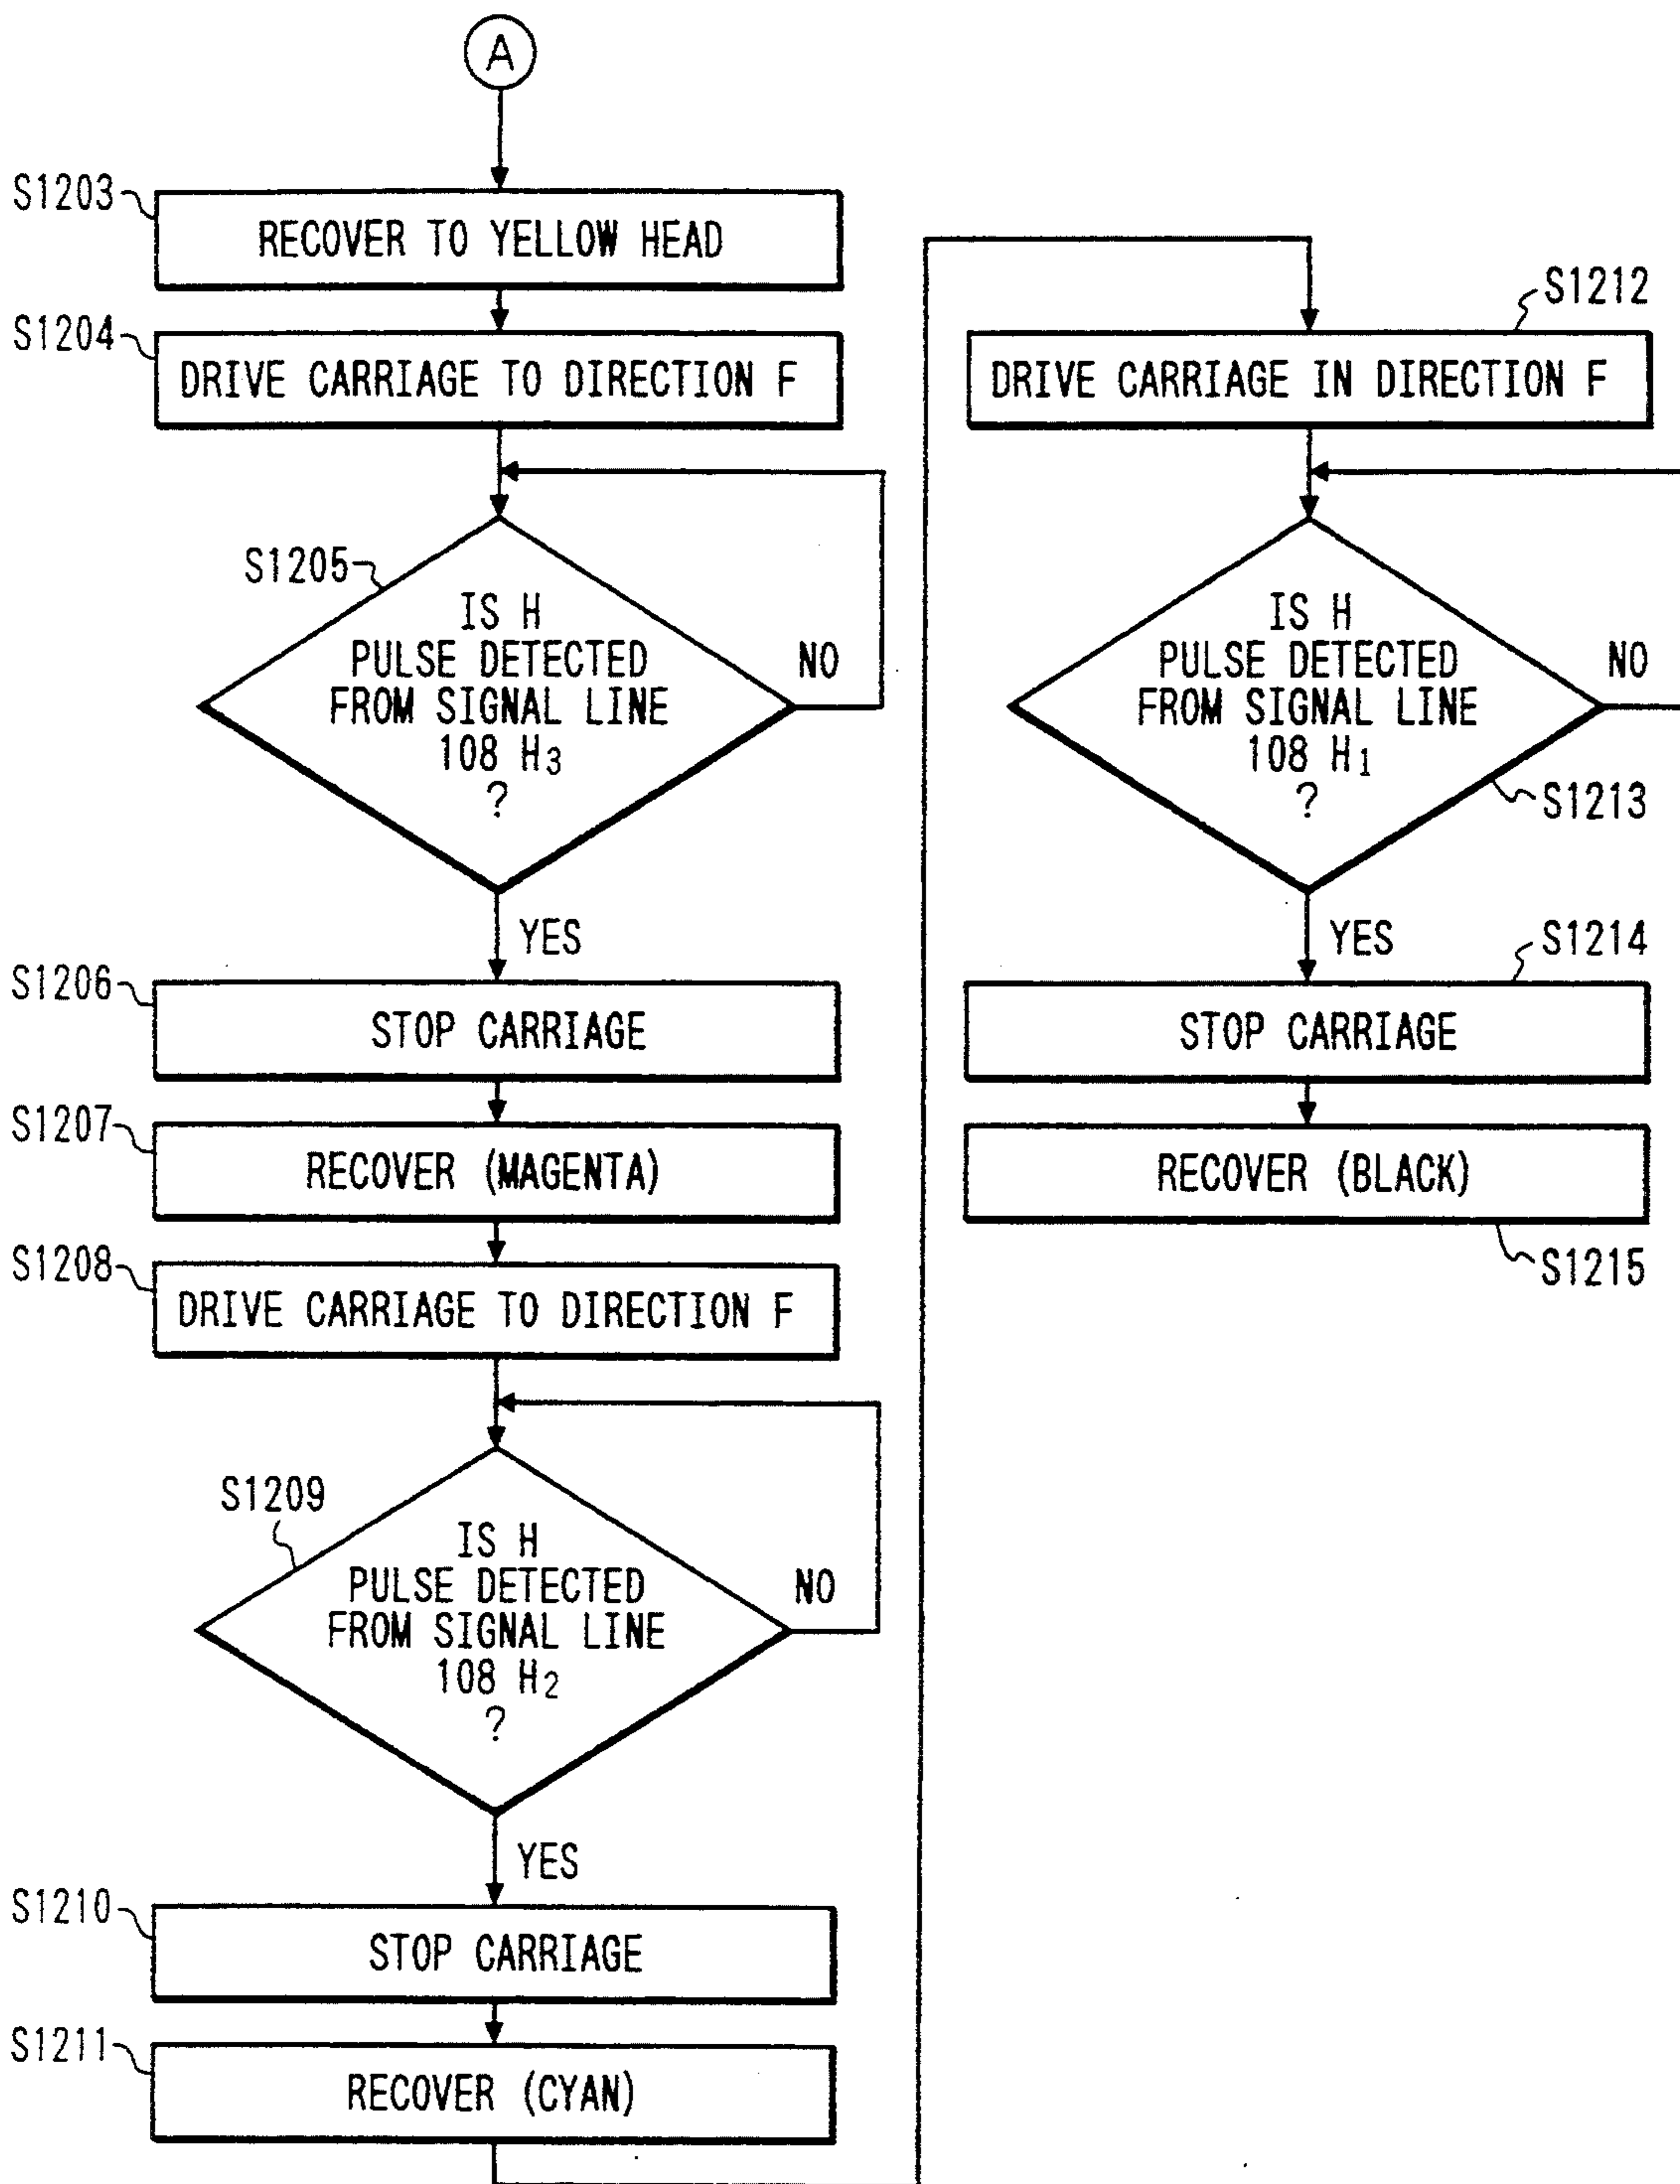 A
S1203
RECOVER TO YELLOW HEAD
S1204
DRIVE CARRIAGE TO DIRECTION F
S1205
IS H
PULSE DETECTED
FROM SIGNAL LINE
108 H3
?
NO
YES
S1206
STOP CARRIAGE
S1207
RECOVER (MAGENTA)
S1208
DRIVE CARRIAGE TO DIRECTION F
S1209
IS H
PULSE DETECTED
FROM SIGNAL LINE
108 H2
?
NO
YES
S1210
STOP CARRIAGE
S1211
RECOVER (CYAN)
S1212
DRIVE CARRIAGE IN DIRECTION F
IS H
PULSE DETECTED
FROM SIGNAL LINE
108 H1
?
NO
S1213
YES
S1214
STOP CARRIAGE
RECOVER (BLACK)
S1215